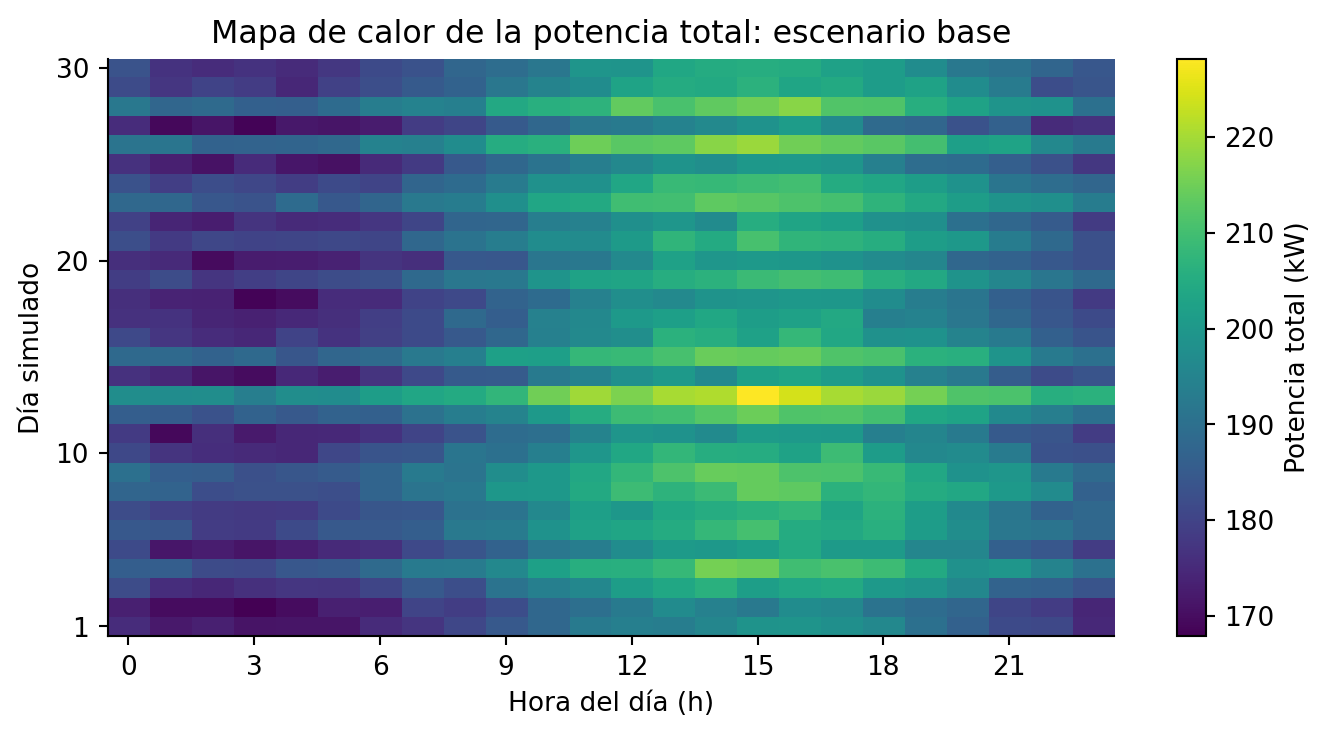 Mapa de calor de la potencia total: escenario base
30
20
10
1
Día simulado
0 3 6 9 12 15 18 21
Hora del día (h)
220
210
200
190
180
170
Potencia total (kW)